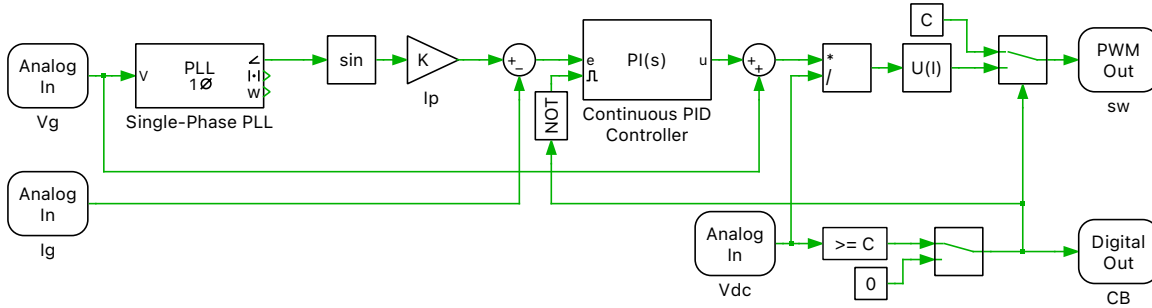 Analog
In
Vg
V
PLL
1Ø
∠
|·|
W
Single-Phase PLL
sin
K
Ip
+
−
e
PI(s)
u
Continuous PID
Controller
NOT
+
+
*
/
U(I)
C
PWM
Out
sw
Analog
In
Ig
Analog
In
Vdc
>= C
0
Digital
Out
CB